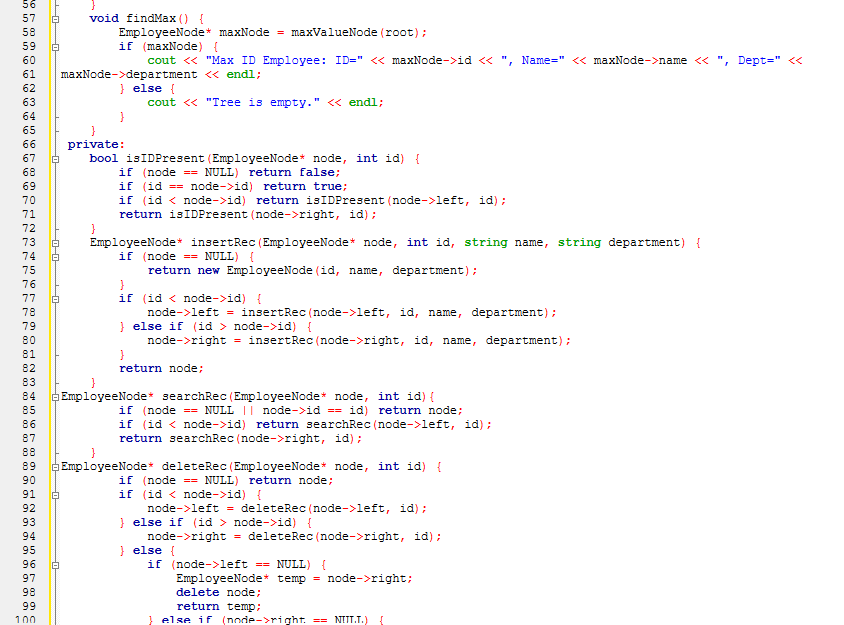 56 }
57 void findMax() {
58 EmployeeNode* maxNode = maxValueNode(root);
59 if (maxNode) {
60 cout << "Max ID Employee: ID=" << maxNode->id << ", Name=" << maxNode->name << ", Dept=" <<
61 maxNode->department << endl;
62 } else {
63 cout << "Tree is empty." << endl;
64 }
65 }
66 private:
67 bool isIDPresent(EmployeeNode* node, int id) {
68 if (node == NULL) return false;
69 if (id == node->id) return true;
70 if (id < node->id) return isIDPresent(node->left, id);
71 return isIDPresent(node->right, id);
72 }
73 EmployeeNode* insertRec(EmployeeNode* node, int id, string name, string department) {
74 if (node == NULL) {
75 return new EmployeeNode(id, name, department);
76 }
77 if (id < node->id) {
78 node->left = insertRec(node->left, id, name, department);
79 } else if (id > node->id) {
80 node->right = insertRec(node->right, id, name, department);
81 }
82 return node;
83 }
84 EmployeeNode* searchRec(EmployeeNode* node, int id){
85 if (node == NULL || node->id == id) return node;
86 if (id < node->id) return searchRec(node->left, id);
87 return searchRec(node->right, id);
88 }
89 EmployeeNode* deleteRec(EmployeeNode* node, int id) {
90 if (node == NULL) return node;
91 if (id < node->id) {
92 node->left = deleteRec(node->left, id);
93 } else if (id > node->id) {
94 node->right = deleteRec(node->right, id);
95 } else {
96 if (node->left == NULL) {
97 EmployeeNode* temp = node->right;
98 delete node;
99 return temp;
100 } else if (node->right == NULL) {